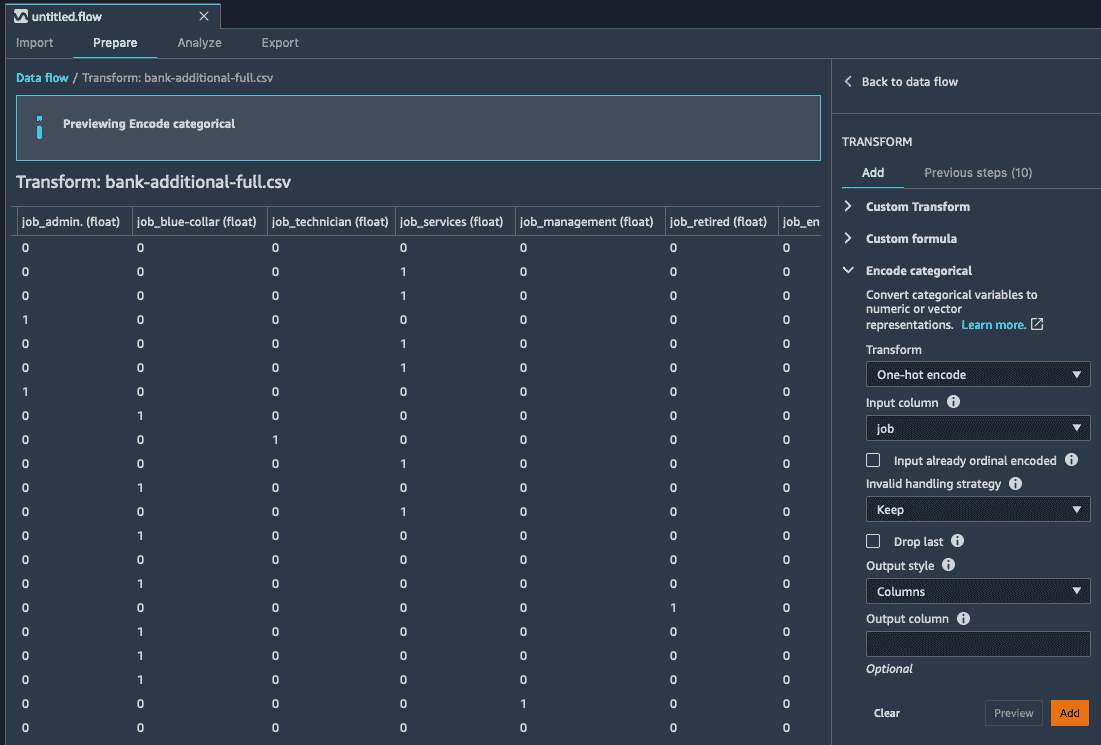 untitled.flow
Import Prepare Analyze Export
Data flow / Transform: bank-additional-full.csv
Previewing Encode categorical
Transform: bank-additional-full.csv
job_admin. (float) job_blue-collar (float) job_technician (float) job_services (float) job_management (float) job_retired (float) job_en
0 0 0 0 0 0 0
0 0 0 1 0 0 0
0 0 0 1 0 0 0
1 0 0 0 0 0 0
0 0 0 1 0 0 0
0 0 0 1 0 0 0
1 0 0 0 0 0 0
0 1 0 0 0 0 0
0 0 1 0 0 0 0
0 0 0 1 0 0 0
0 1 0 0 0 0 0
0 0 0 1 0 0 0
0 1 0 0 0 0 0
0 0 0 0 0 0 0
0 1 0 0 0 0 0
0 0 0 0 0 1 0
0 1 0 0 0 0 0
0 1 0 0 0 0 0
0 1 0 0 0 0 0
0 0 0 0 1 0 0
0 0 0 0 0 0 0
Back to data flow
TRANSFORM
Add Previous steps (10)
Custom Transform
Custom formula
Encode categorical
Convert categorical variables to
numeric or vector
representations. Learn more.
Transform
One-hot encode
Input column
job
Input already ordinal encoded
Invalid handling strategy
Keep
Drop last
Output style
Columns
Output column
Optional
Clear Preview Add